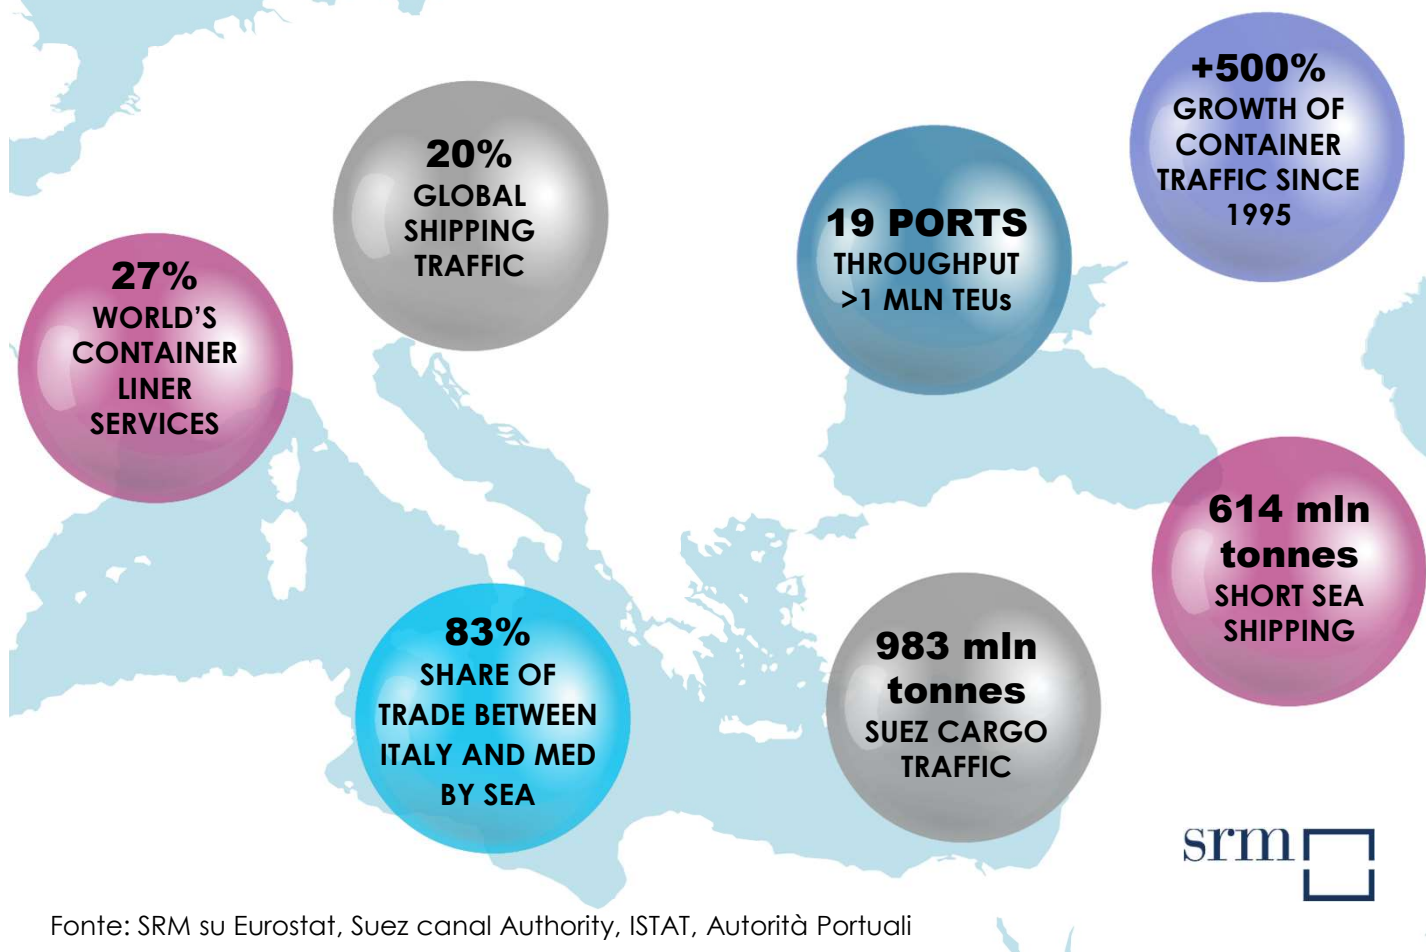 +500%
GROWTH OF
CONTAINER
TRAFFIC SINCE
1995
20%
GLOBAL
SHIPPING
TRAFFIC
19 PORTS
THROUGHPUT
>1 MLN TEUs
27%
WORLD’S
CONTAINER
LINER
SERVICES
614 mln
tonnes
SHORT SEA
SHIPPING
83%
SHARE OF
TRADE BETWEEN
ITALY AND MED
BY SEA
983 mln
tonnes
SUEZ CARGO
TRAFFIC
srm
Fonte: SRM su Eurostat, Suez canal Authority, ISTAT, Autorità Portuali